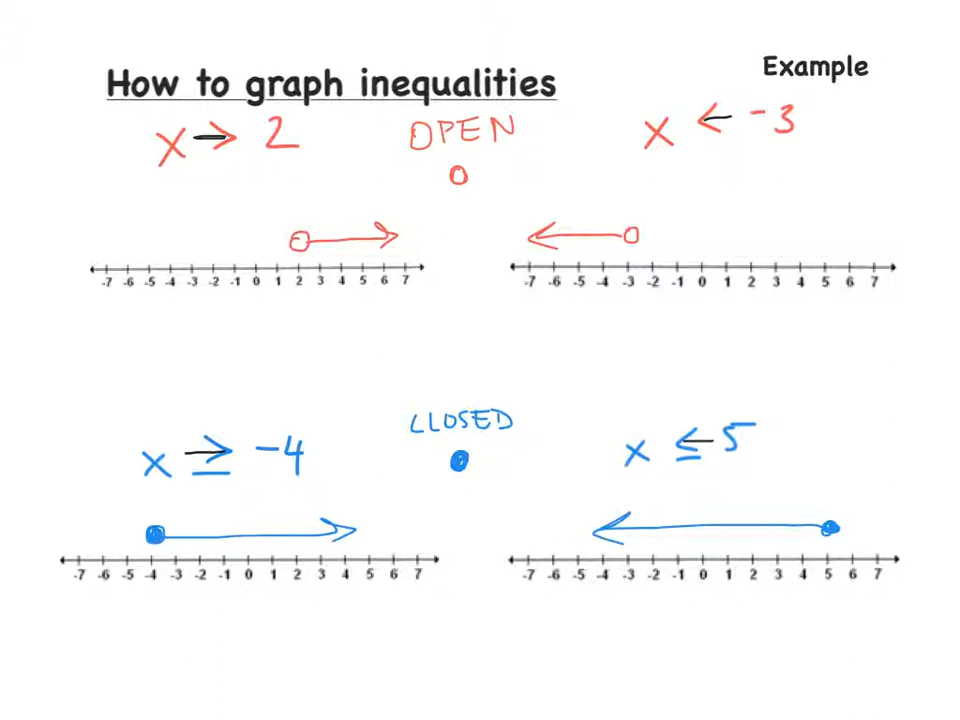 Example
How to graph inequalities
x > 2
OPEN
x < -3
-7 -6 -5 -4 -3 -2 -1 0 1 2 3 4 5 6 7
-7 -6 -5 -4 -3 -2 -1 0 1 2 3 4 5 6 7
CLOSED
x ≥ -4
x ≤ 5
-7 -6 -5 -4 -3 -2 -1 0 1 2 3 4 5 6 7
-7 -6 -5 -4 -3 -2 -1 0 1 2 3 4 5 6 7